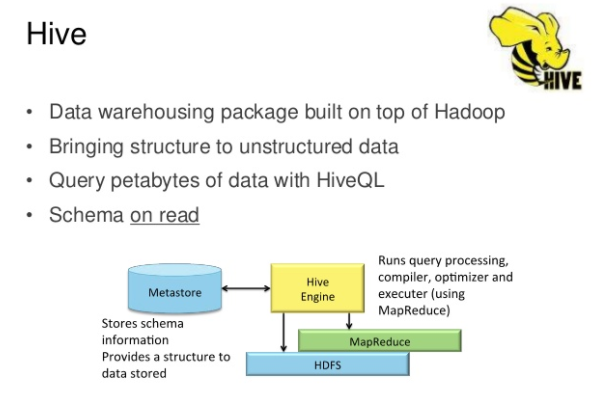 Hive
HIVE
• Data warehousing package built on top of Hadoop
• Bringing structure to unstructured data
• Query petabytes of data with HiveQL
• Schema on read
Metastore
Hive
Engine
Runs query processing,
compiler, optimizer and
executer (using
MapReduce)
Stores schema
information
Provides a structure to
data stored
MapReduce
HDFS